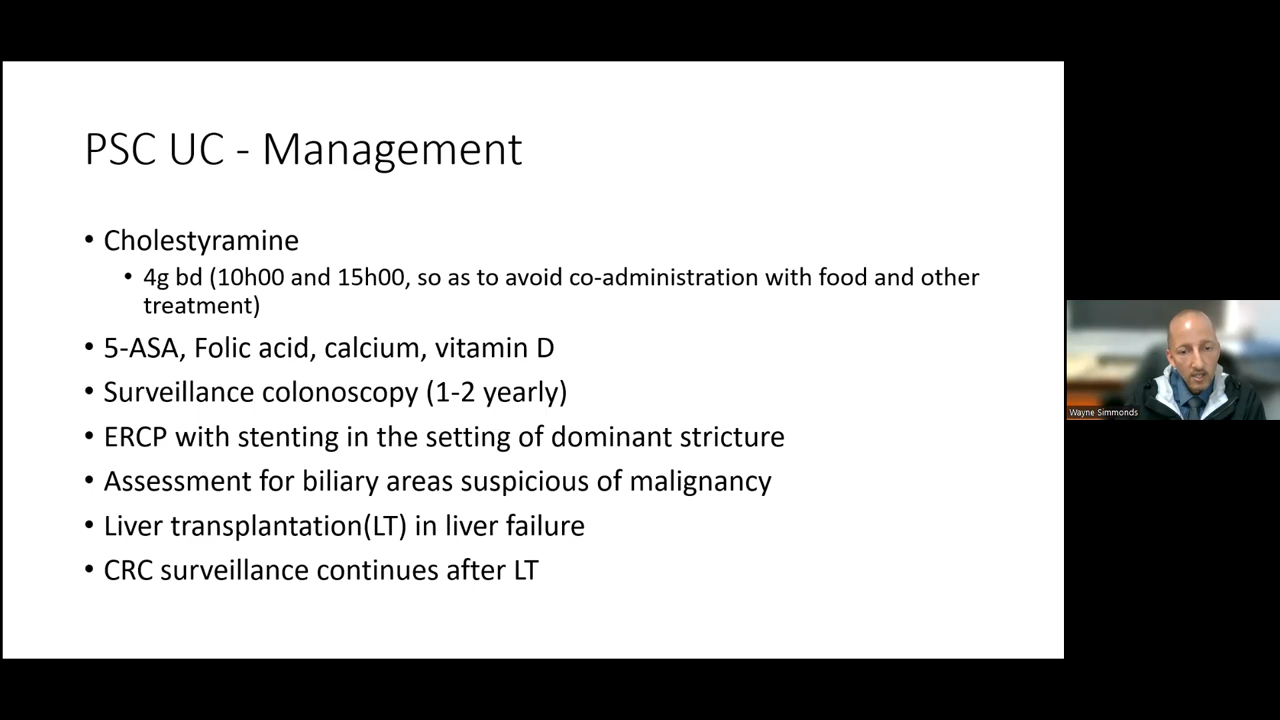 PSC UC - Management
• Cholestyramine
• 4g bd (10h00 and 15h00, so as to avoid co-administration with food and other
treatment)
• 5-ASA, Folic acid, calcium, vitamin D
• Surveillance colonoscopy (1-2 yearly)
• ERCP with stenting in the setting of dominant stricture
• Assessment for biliary areas suspicious of malignancy
• Liver transplantation(LT) in liver failure
• CRC surveillance continues after LT
Wayne Simmonds